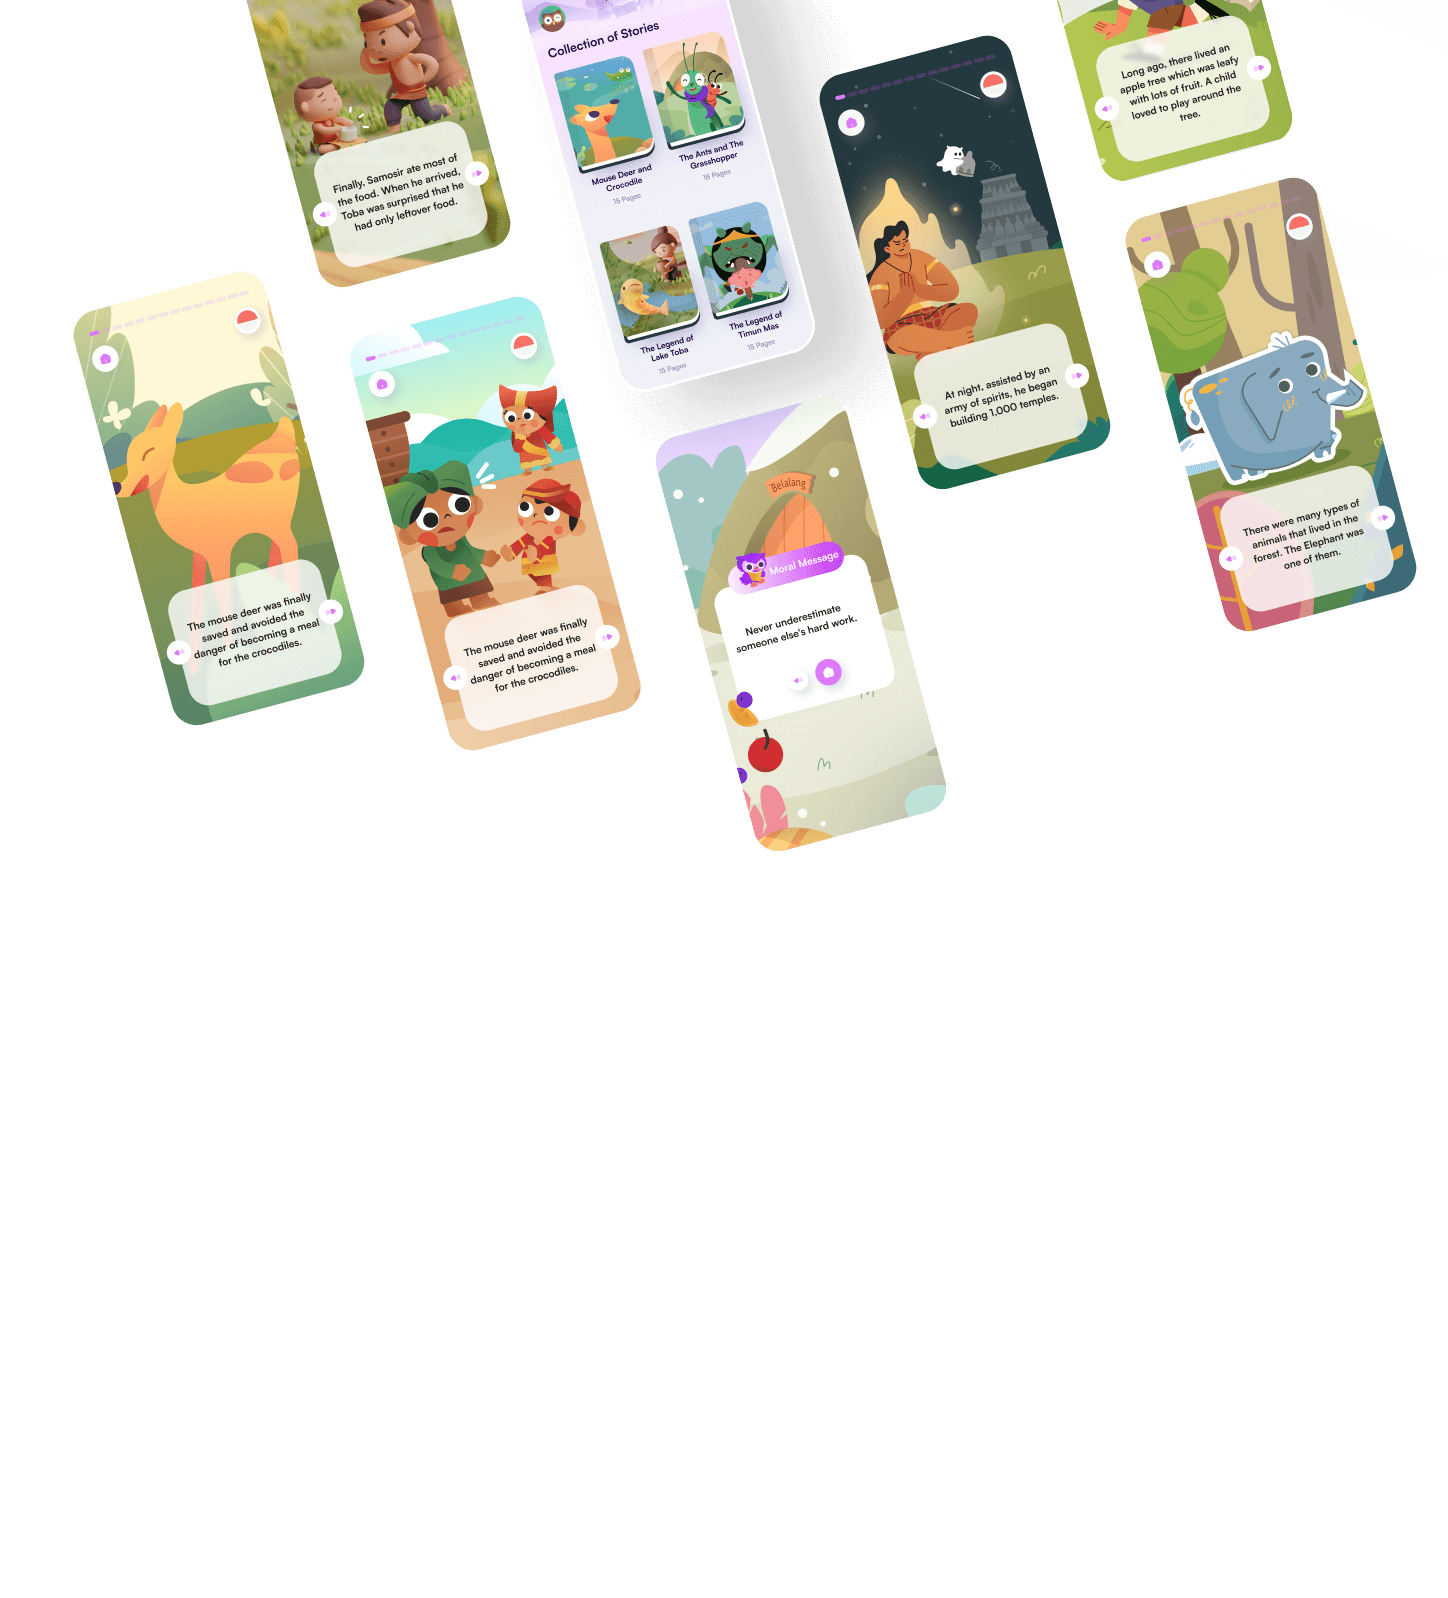 Finally, Samosir ate most of
the food. When he arrived,
Toba was surprised that he
had only leftover food.
Collection of Stories
Mouse Deer and
Crocodile
15 Pages
The Ants and The
Grasshopper
18 Pages
The Legend of
Lake Toba
15 Pages
The Legend of
Timun Mas
15 Pages
At night, assisted by an
army of spirits, he began
building 1,000 temples.
Long ago, there lived an
apple tree which was leafy
with lots of fruit. A child
loved to play around the
tree.
The mouse deer was finally
saved and avoided the
danger of becoming a meal
for the crocodiles.
The mouse deer was finally
saved and avoided the
danger of becoming a meal
for the crocodiles.
Belalang
Moral Message
Never underestimate
someone else's hard work.
There were many types of
animals that lived in the
forest. The Elephant was
one of them.